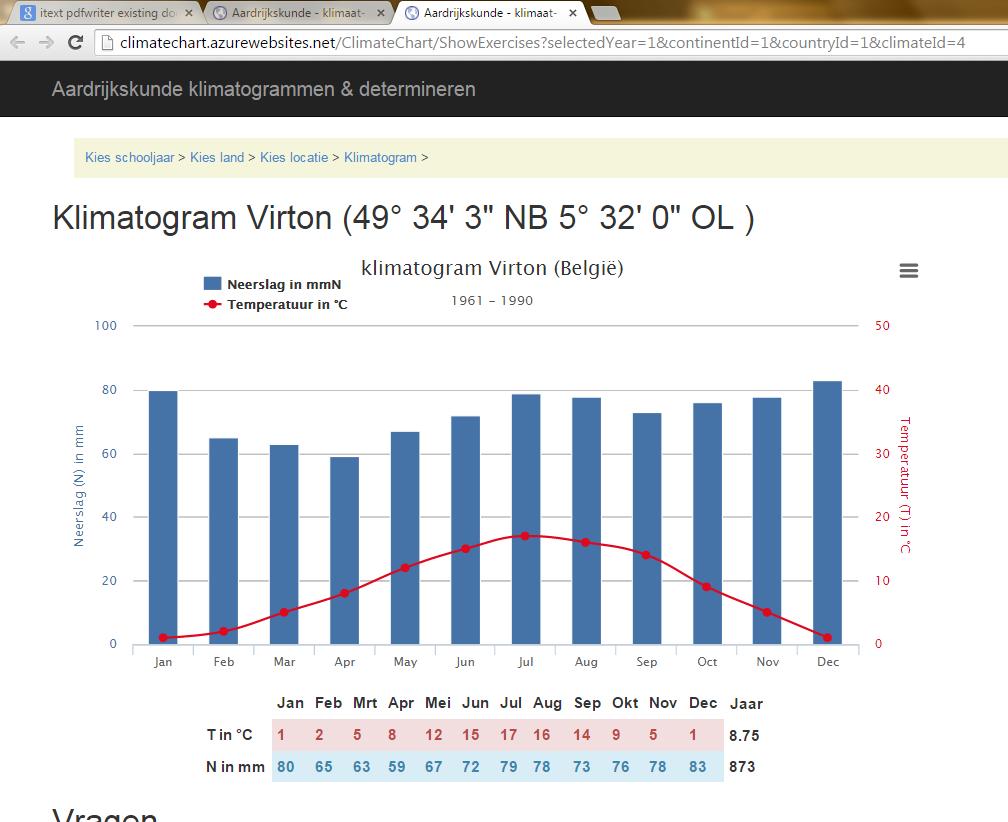 itext pdfwriter existing do
Aardrijkskunde - klimaat-
Aardrijkskunde - klimaat-
climatechart.azurewebsites.net/ClimateChart/ShowExercises?selectedYear=1&continentId=1&countryId=1&climateId=4
Aardrijkskunde klimatogrammen & determineren
Kies schooljaar > Kies land > Kies locatie > Klimatogram >
Klimatogram Virton (49° 34' 3" NB 5° 32' 0" OL )
klimatogram Virton (België)
1961 – 1990
Neerslag in mmN
Temperatuur in °C
Neerslag (N) in mm
100
80
60
40
20
0
50
40
30
20
10
0
Temperatuur (T) in °C
Jan Feb Mar Apr May Jun Jul Aug Sep Oct Nov Dec
Jan Feb Mrt Apr Mei Jun Jul Aug Sep Okt Nov Dec Jaar
T in °C 1 2 5 8 12 15 17 16 14 9 5 1 8.75
N in mm 80 65 63 59 67 72 79 78 73 76 78 83 873
Vragen